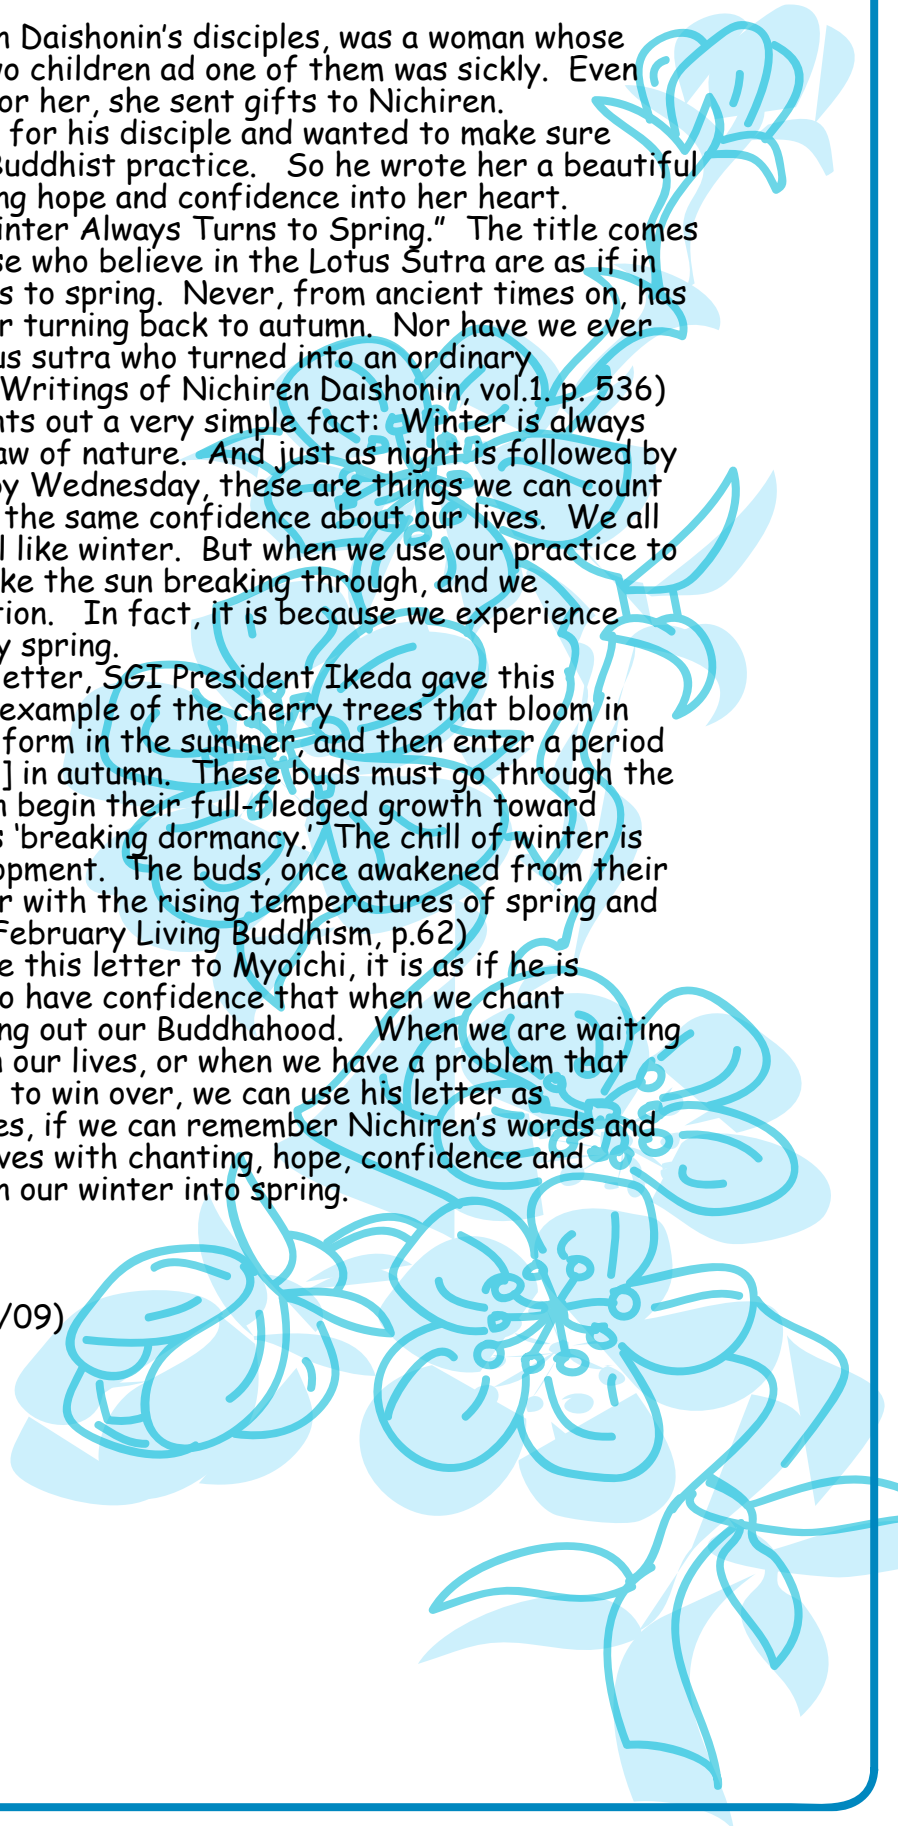 n Daishonin's disciples, was a woman whose
wo children ad one of them was sickly. Even
or her, she sent gifts to Nichiren.
for his disciple and wanted to make sure
Buddhist practice. So he wrote her a beautiful
ng hope and confidence into her heart.
inter Always Turns to Spring." The title comes
se who believe in the Lotus Sutra are as if in
s to spring. Never, from ancient times on, has
r turning back to autumn. Nor have we ever
us sutra who turned into an ordinary
Writings of Nichiren Daishonin, vol.1. p. 536)
nts out a very simple fact: Winter is always
aw of nature. And just as night is followed by
by Wednesday, these are things we can count
the same confidence about our lives. We all
l like winter. But when we use our practice to
ike the sun breaking through, and we
tion. In fact, it is because we experience
y spring.
etter, SGI President Ikeda gave this
example of the cherry trees that bloom in
form in the summer, and then enter a period
] in autumn. These buds must go through the
n begin their full-fledged growth toward
s 'breaking dormancy.' The chill of winter is
opment. The buds, once awakened from their
r with the rising temperatures of spring and
February Living Buddhism, p.62)
e this letter to Myoichi, it is as if he is
o have confidence that when we chant
ng out our Buddhahood. When we are waiting
n our lives, or when we have a problem that
to win over, we can use his letter as
es, if we can remember Nichiren's words and
ves with chanting, hope, confidence and
n our winter into spring.
/09)